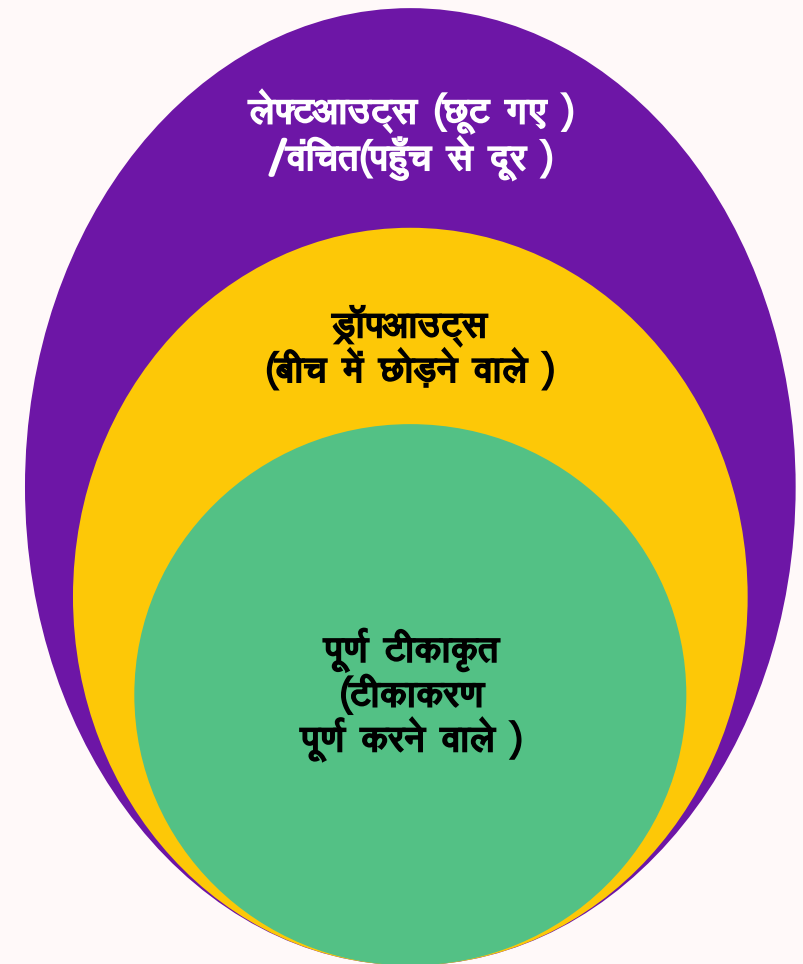 लेफ्टआउट्स (छूट गए )
/वंचित(पहुँच से दूर )
ड्रॉपआउट्स
(बीच में छोड़ने वाले )
पूर्ण टीकाकृत
(टीकाकरण
पूर्ण करने वाले )